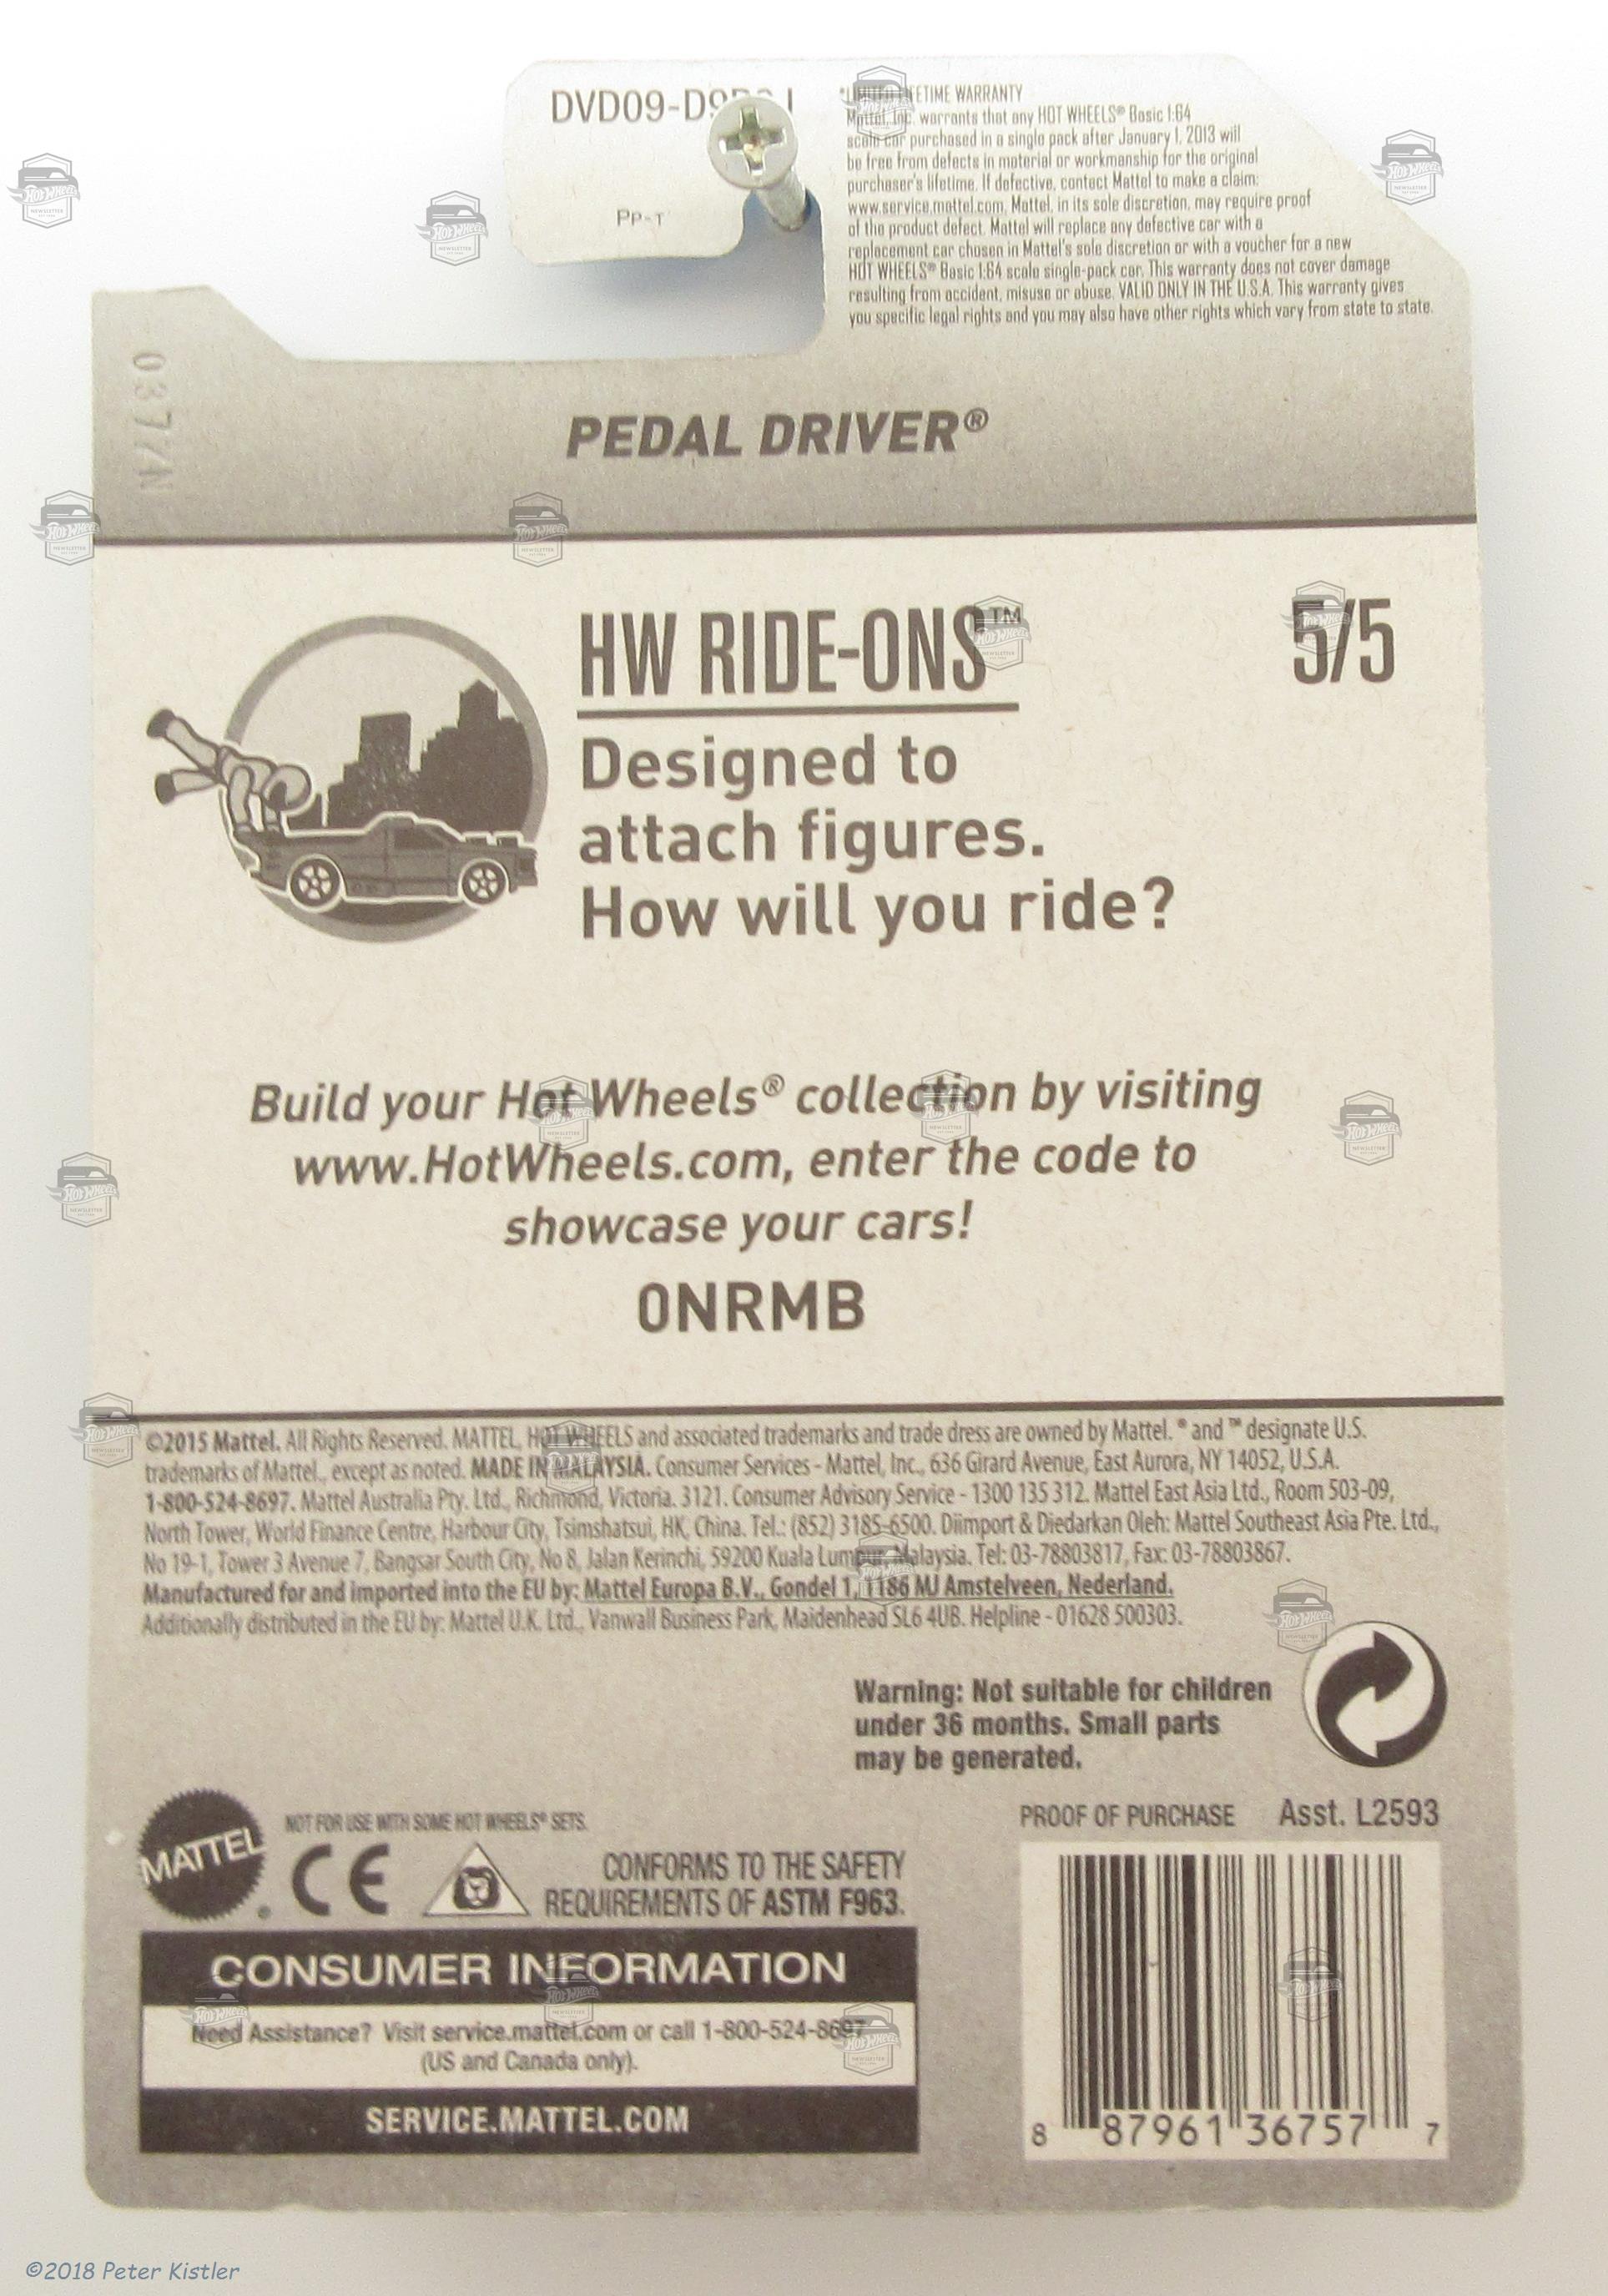 Pp-T
*LIMITED LIFETIME WARRANTY
Mattel, Inc. warrants that any HOT WHEELS® Basic 1:64
scale car purchased in a single pack after January 1, 2013 will
be free from defects in material or workmanship for the original
purchaser's lifetime. If defective, contact Mattel to make a claim:
www.service.mattel.com. Mattel, in its sole discretion, may require proof
of the product defect. Mattel will replace any defective car with a
replacement car chosen in Mattel's sole discretion or with a voucher for a new
HOT WHEELS® Basic 1:64 scale single-pack car. This warranty does not cover damage
resulting from accident, misuse or abuse. VALID ONLY IN THE U.S.A. This warranty gives
you specific legal rights and you may also have other rights which vary from state to state.
PEDAL DRIVER®
HW RIDE-ONS™
5/5
Designed to
attach figures.
How will you ride?
Build your Hot Wheels® collection by visiting
www.HotWheels.com, enter the code to
showcase your cars!
0NRMB
©2015 Mattel. All Rights Reserved. MATTEL, HOT WHEELS and associated trademarks and trade dress are owned by Mattel. ® and ™ designate U.S.
trademarks of Mattel., except as noted. MADE IN MALAYSIA. Consumer Services - Mattel, Inc., 636 Girard Avenue, East Aurora, NY 14052, U.S.A.
1-800-524-8697. Mattel Australia Pty. Ltd., Richmond, Victoria. 3121. Consumer Advisory Service - 1300 135 312. Mattel East Asia Ltd., Room 503-09,
North Tower, World Finance Centre, Harbour City, Tsimshatsui, HK, China. Tel.: (852) 3185-6500. Diimport & Diedarkan Oleh: Mattel Southeast Asia Pte. Ltd.,
No 19-1, Tower 3 Avenue 7, Bangsar South City, No 8, Jalan Kerinchi, 59200 Kuala Lumpur, Malaysia. Tel: 03-78803817, Fax: 03-78803867.
Manufactured for and imported into the EU by: Mattel Europa B.V., Gondel 1, 1186 MJ Amstelveen, Nederland.
Additionally distributed in the EU by: Mattel U.K. Ltd., Vanwall Business Park, Maidenhead SL6 4UB. Helpline - 01628 500303.
Warning: Not suitable for children
under 36 months. Small parts
may be generated.
PROOF OF PURCHASE Asst. L2593
MATTEL®
NOT FOR USE WITH SOME HOT WHEELS® SETS.
CE
CONFORMS TO THE SAFETY
REQUIREMENTS OF ASTM F963.
CONSUMER INFORMATION
Need Assistance? Visit service.mattel.com or call 1-800-524-8697
(US and Canada only).
SERVICE.MATTEL.COM
8 87961 36757 7
©2018 Peter Kistler